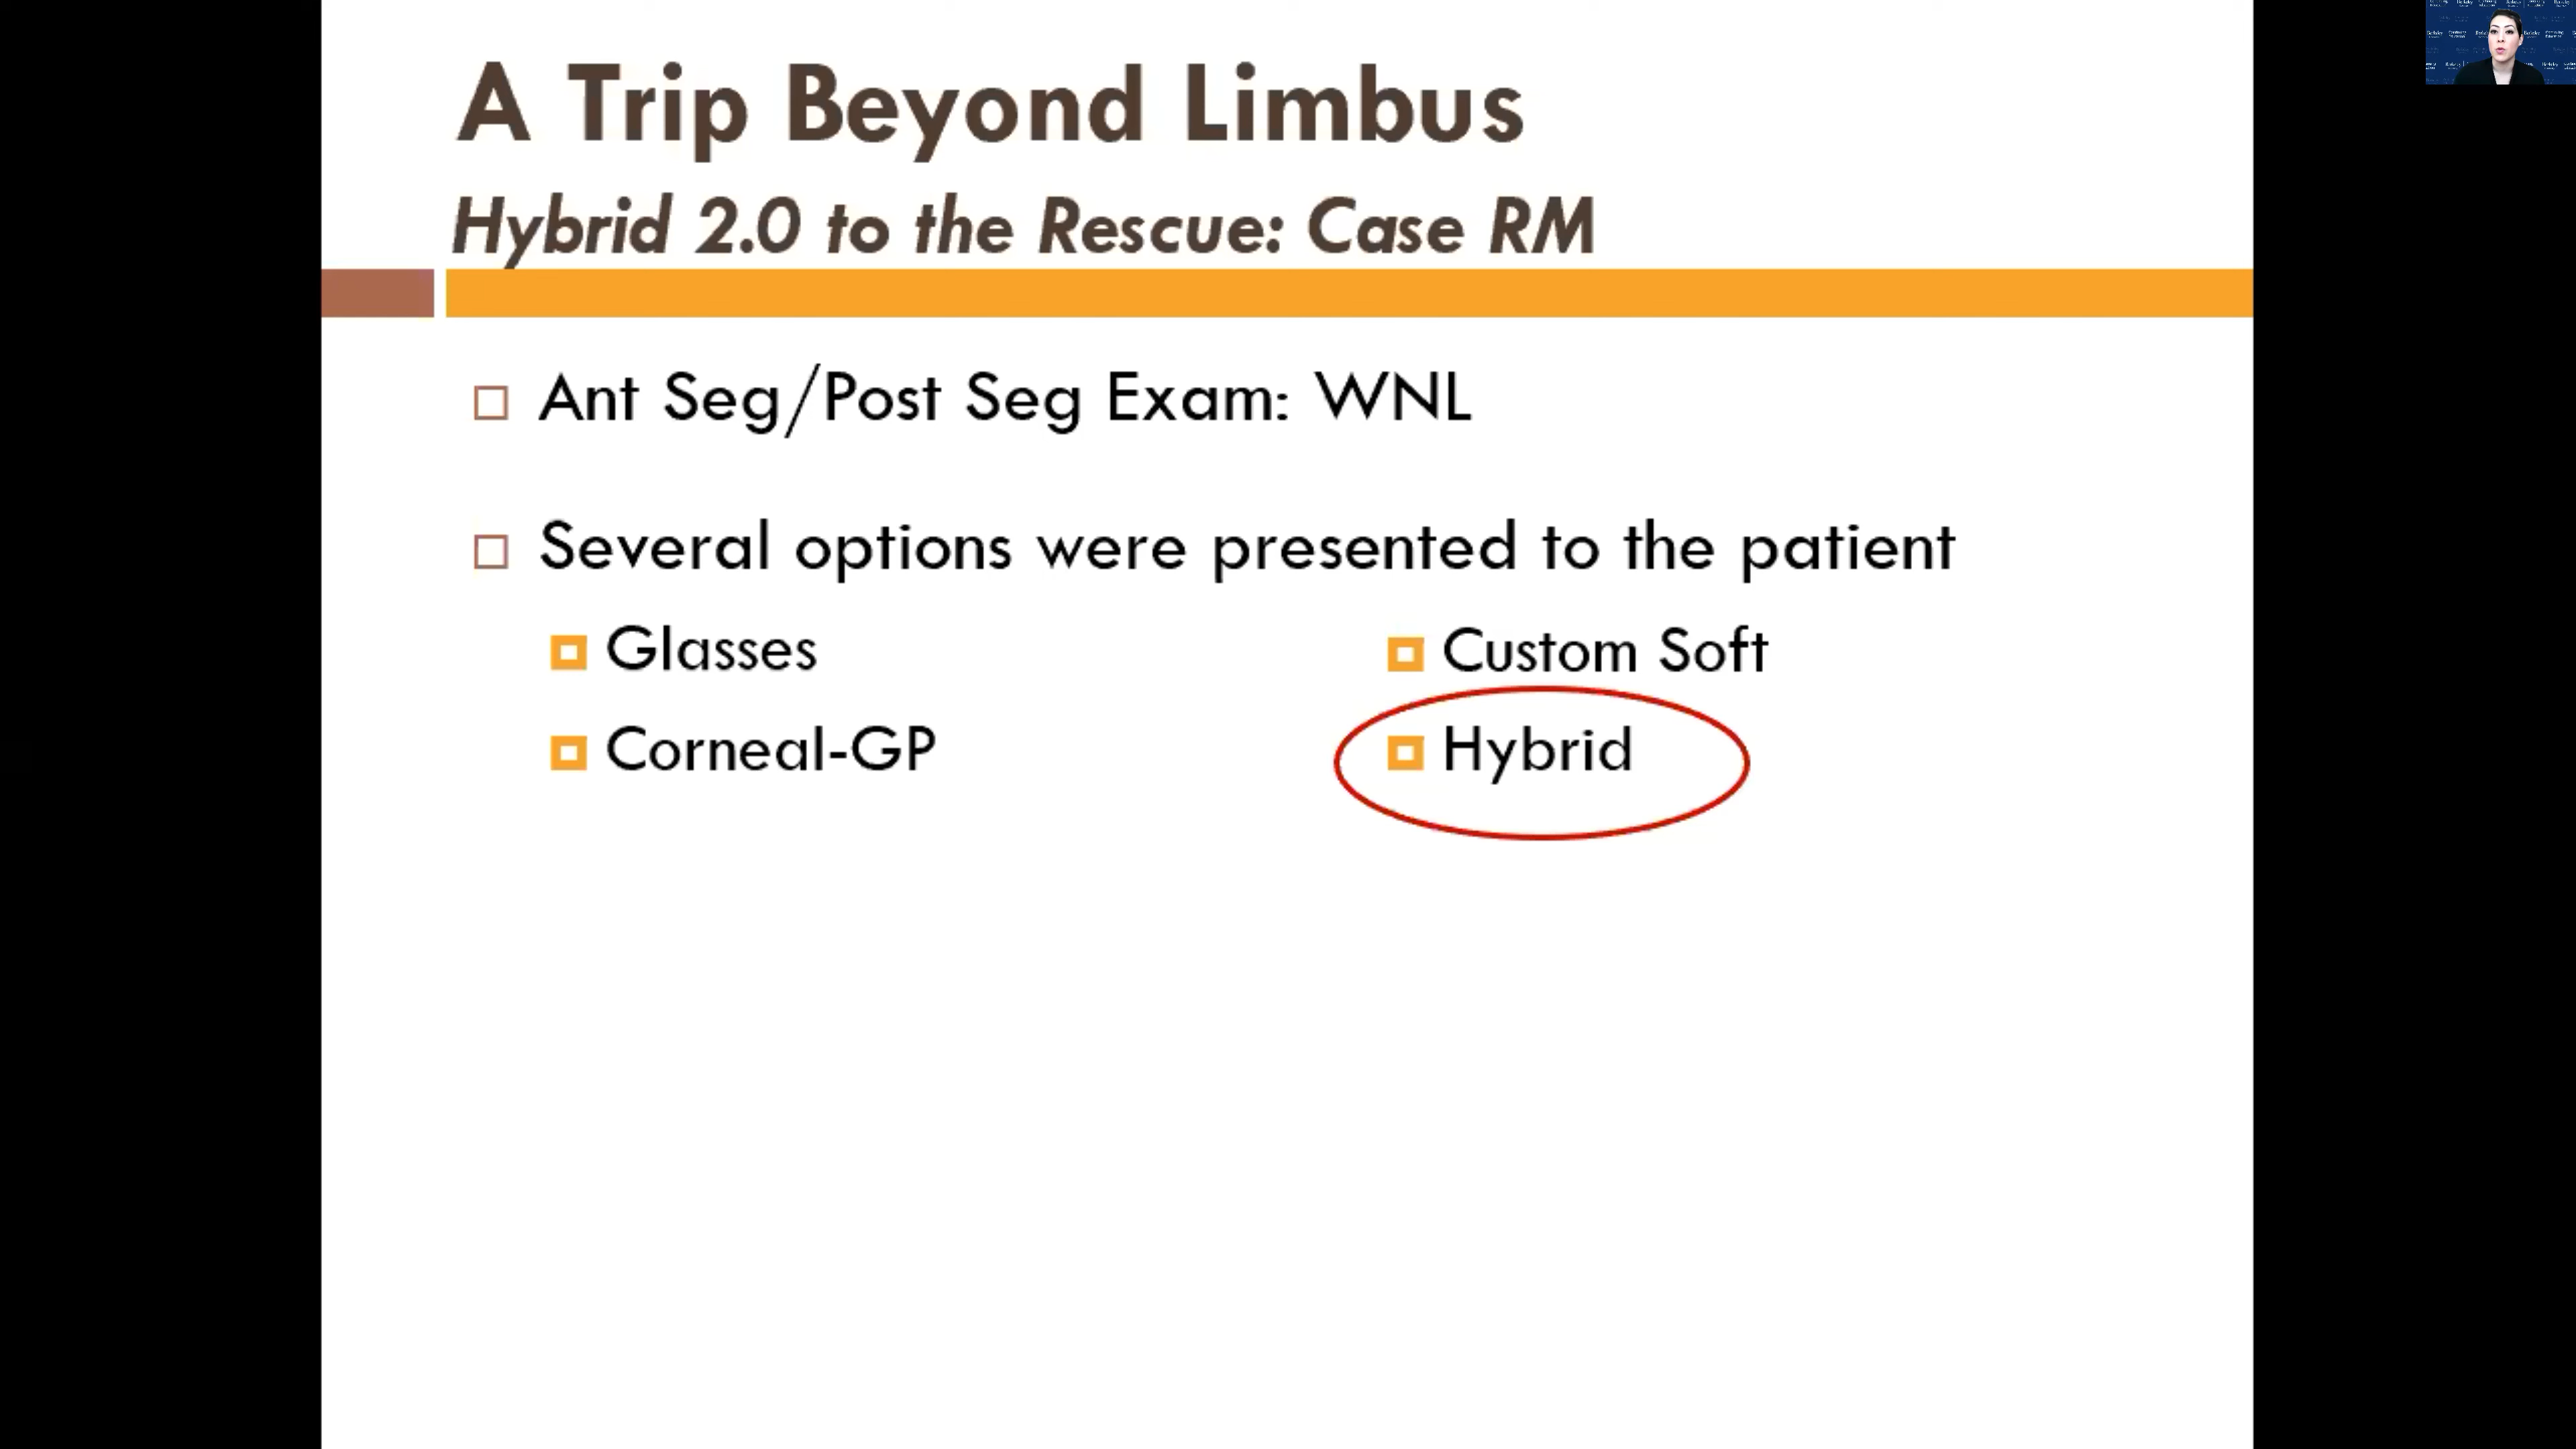 A Trip Beyond Limbus
Hybrid 2.0 to the Rescue: Case RM
Ant Seg/Post Seg Exam: WNL
Several options were presented to the patient
Glasses
Corneal-GP
Custom Soft
Hybrid